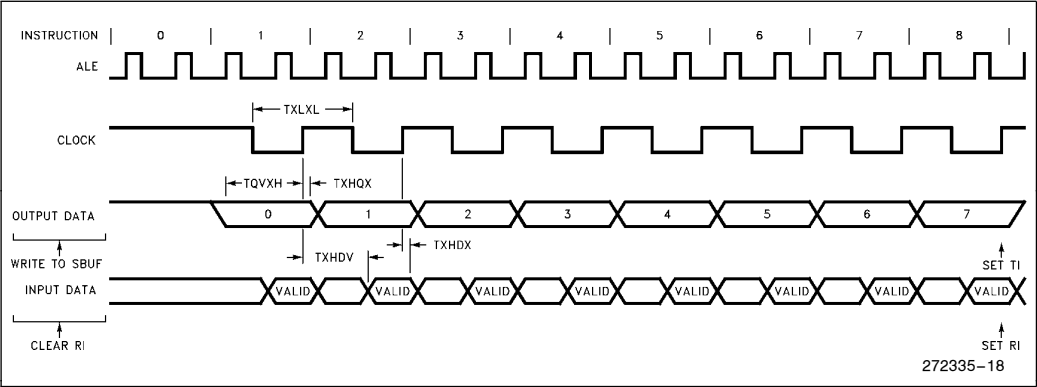 INSTRUCTION | 0 | 1 | 2 | 3 | 4 | 5 | 6 | 7 | 8 |
ALE
TXLXL
CLOCK
TQVXH TXHQX
OUTPUT DATA 0 1 2 3 4 5 6 7
TXHDV TXHDX
WRITE TO SBUF SET TI
INPUT DATA VALID VALID VALID VALID VALID VALID VALID VALID
CLEAR RI SET RI
272335-18